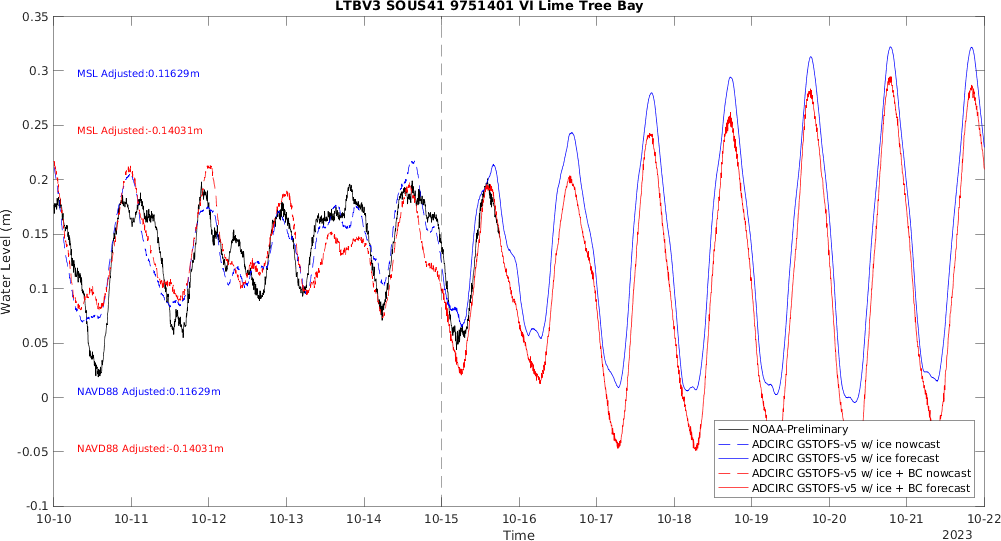 LTBV3 SOUS41 9751401 VI Lime Tree Bay
Water Level (m)
0.35
0.3
0.25
0.2
0.15
0.1
0.05
0
-0.05
-0.1
MSL Adjusted:0.11629m
MSL Adjusted:-0.14031m
NAVD88 Adjusted:0.11629m
NAVD88 Adjusted:-0.14031m
NOAA-Preliminary
ADCIRC GSTOFS-v5 w/ ice nowcast
ADCIRC GSTOFS-v5 w/ ice forecast
ADCIRC GSTOFS-v5 w/ ice + BC nowcast
ADCIRC GSTOFS-v5 w/ ice + BC forecast
10-10 10-11 10-12 10-13 10-14 10-15 10-16 10-17 10-18 10-19 10-20 10-21 10-22
Time
2023